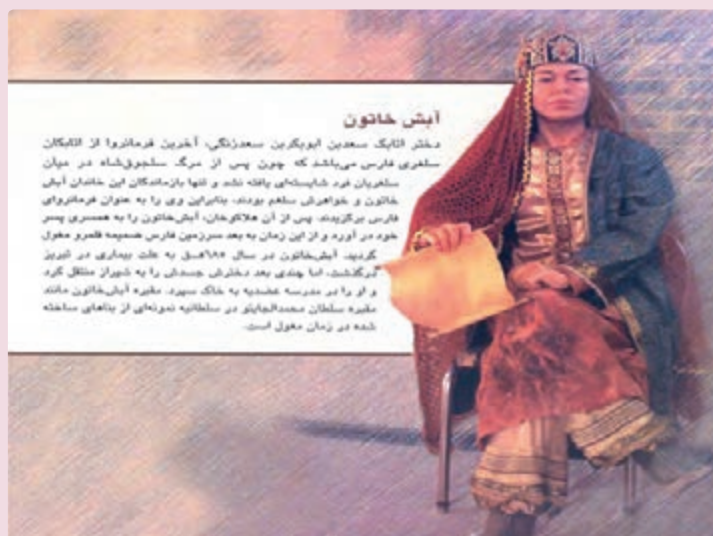 آبش خاتون
دختر اتابک سعدبن ابوبکربن سعدزنگی، آخرین فرمانروا از اتابکان
سلغری فارس می‌باشد که چون پس از مرگ سلجوق‌شاه در میان
سلغریان فرد شایسته‌ای یافته نشد و تنها بازماندگان این خاندان آبش
خاتون و خواهرش سلغم بودند، بنابراین وی را به عنوان فرمانروای
فارس برگزیدند. پس از آن هلاکوخان، آبش‌خاتون را به همسری پسر
خود در آورد و از این زمان به بعد سرزمین فارس ضمیمه قلمرو مغول
گردید. آبش‌خاتون در سال ۶۸۵هـ.ق به علت بیماری در تبریز
درگذشت، اما چندی بعد دخترش جسدش را به شیراز منتقل کرد
و او را در مدرسه عضدیه به خاک سپرد. مقبره آبش‌خاتون مانند
مقبره سلطان محمدالجایتو در سلطانیه نمونه‌ای از بناهای ساخته
شده در زمان مغول است.